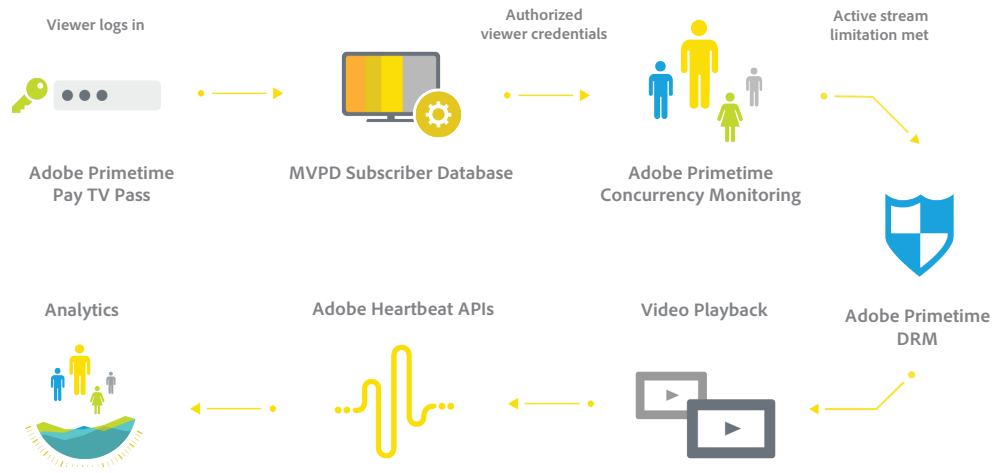 Viewer logs in
Authorized
viewer credentials
Active stream
limitation met
Adobe Primetime
Pay TV Pass
MVPD Subscriber Database
Adobe Primetime
Concurrency Monitoring
Analytics
Adobe Heartbeat APIs
Video Playback
Adobe Primetime
DRM